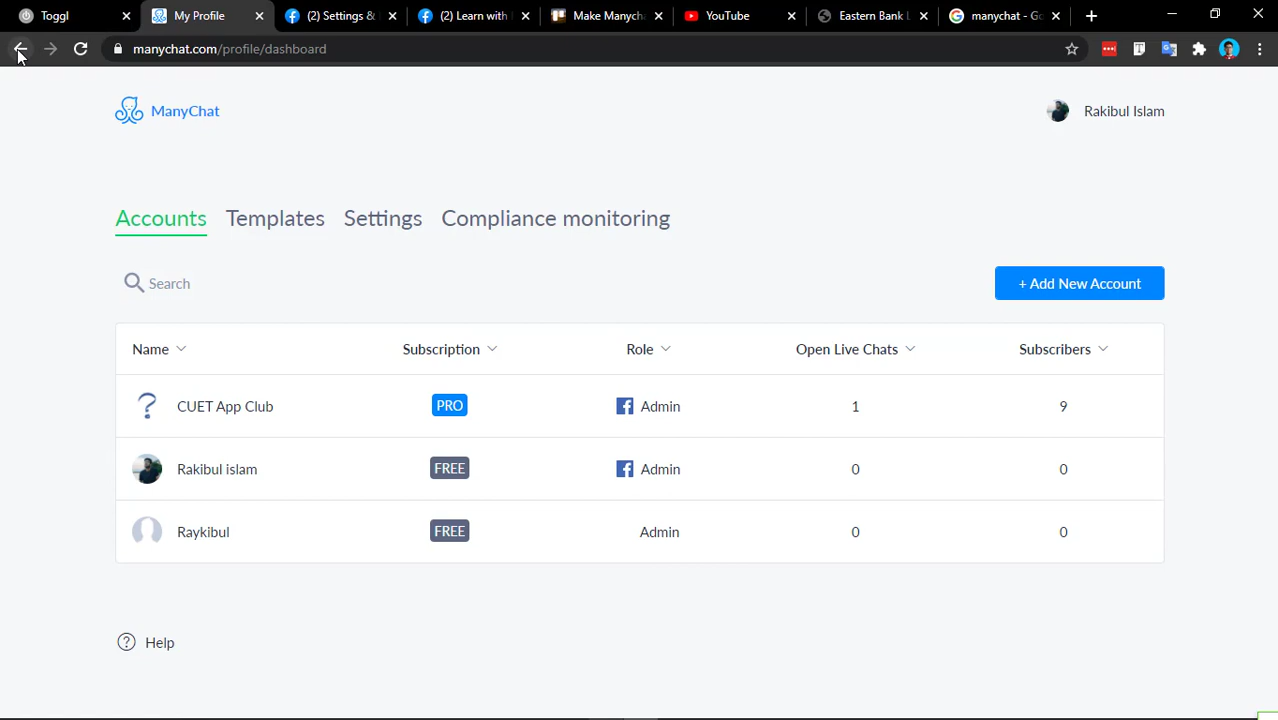 Toggl
My Profile
(2) Settings &
(2) Learn with
Make Manych
YouTube
Eastern Bank L
manychat - Go
manychat.com/profile/dashboard
ManyChat
Rakibul Islam
Accounts Templates Settings Compliance monitoring
Search
+ Add New Account
Name Subscription Role Open Live Chats Subscribers
CUET App Club PRO Admin 1 9
Rakibul islam FREE Admin 0 0
Raykibul FREE Admin 0 0
? Help